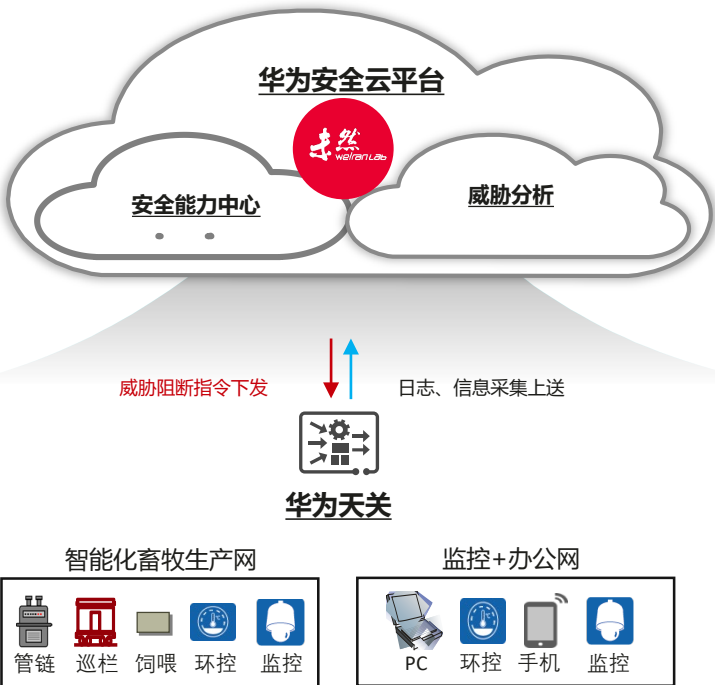 华为安全云平台
未然
weiranLab
安全能力中心
威胁分析
威胁阻断指令下发
日志、信息采集上送
华为天关
智能化畜牧生产网
监控+办公网
管链 巡栏 饲喂 环控 监控
PC 环控 手机 监控